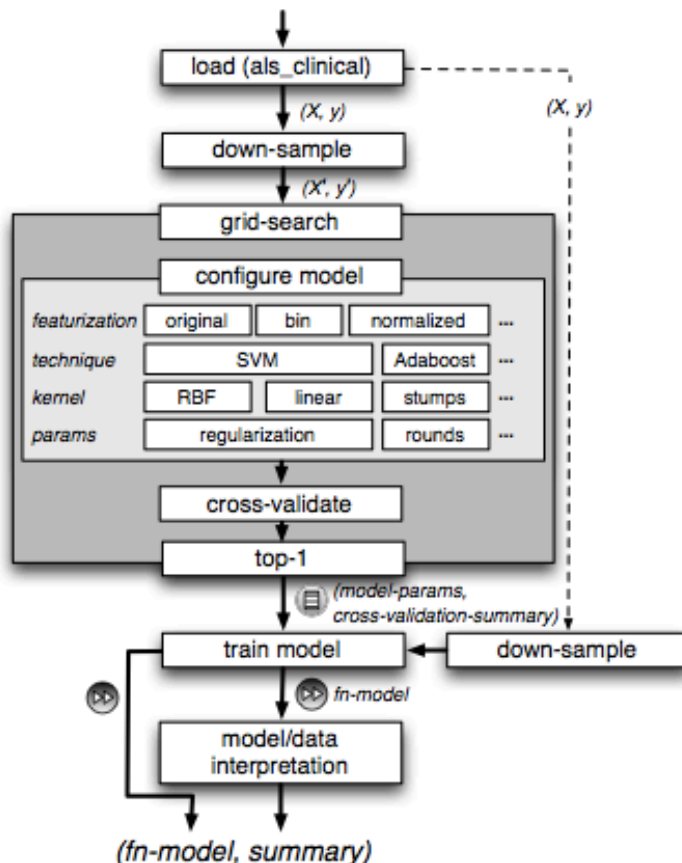 load (als_clinical)
(X, y)
(X, y)
down-sample
(X', y')
grid-search
configure model
featurization original bin normalized ...
technique SVM Adaboost ...
kernel RBF linear stumps ...
params regularization rounds ...
cross-validate
top-1
(model-params,
cross-validation-summary)
train model
down-sample
fn-model
model/data
interpretation
(fn-model, summary)